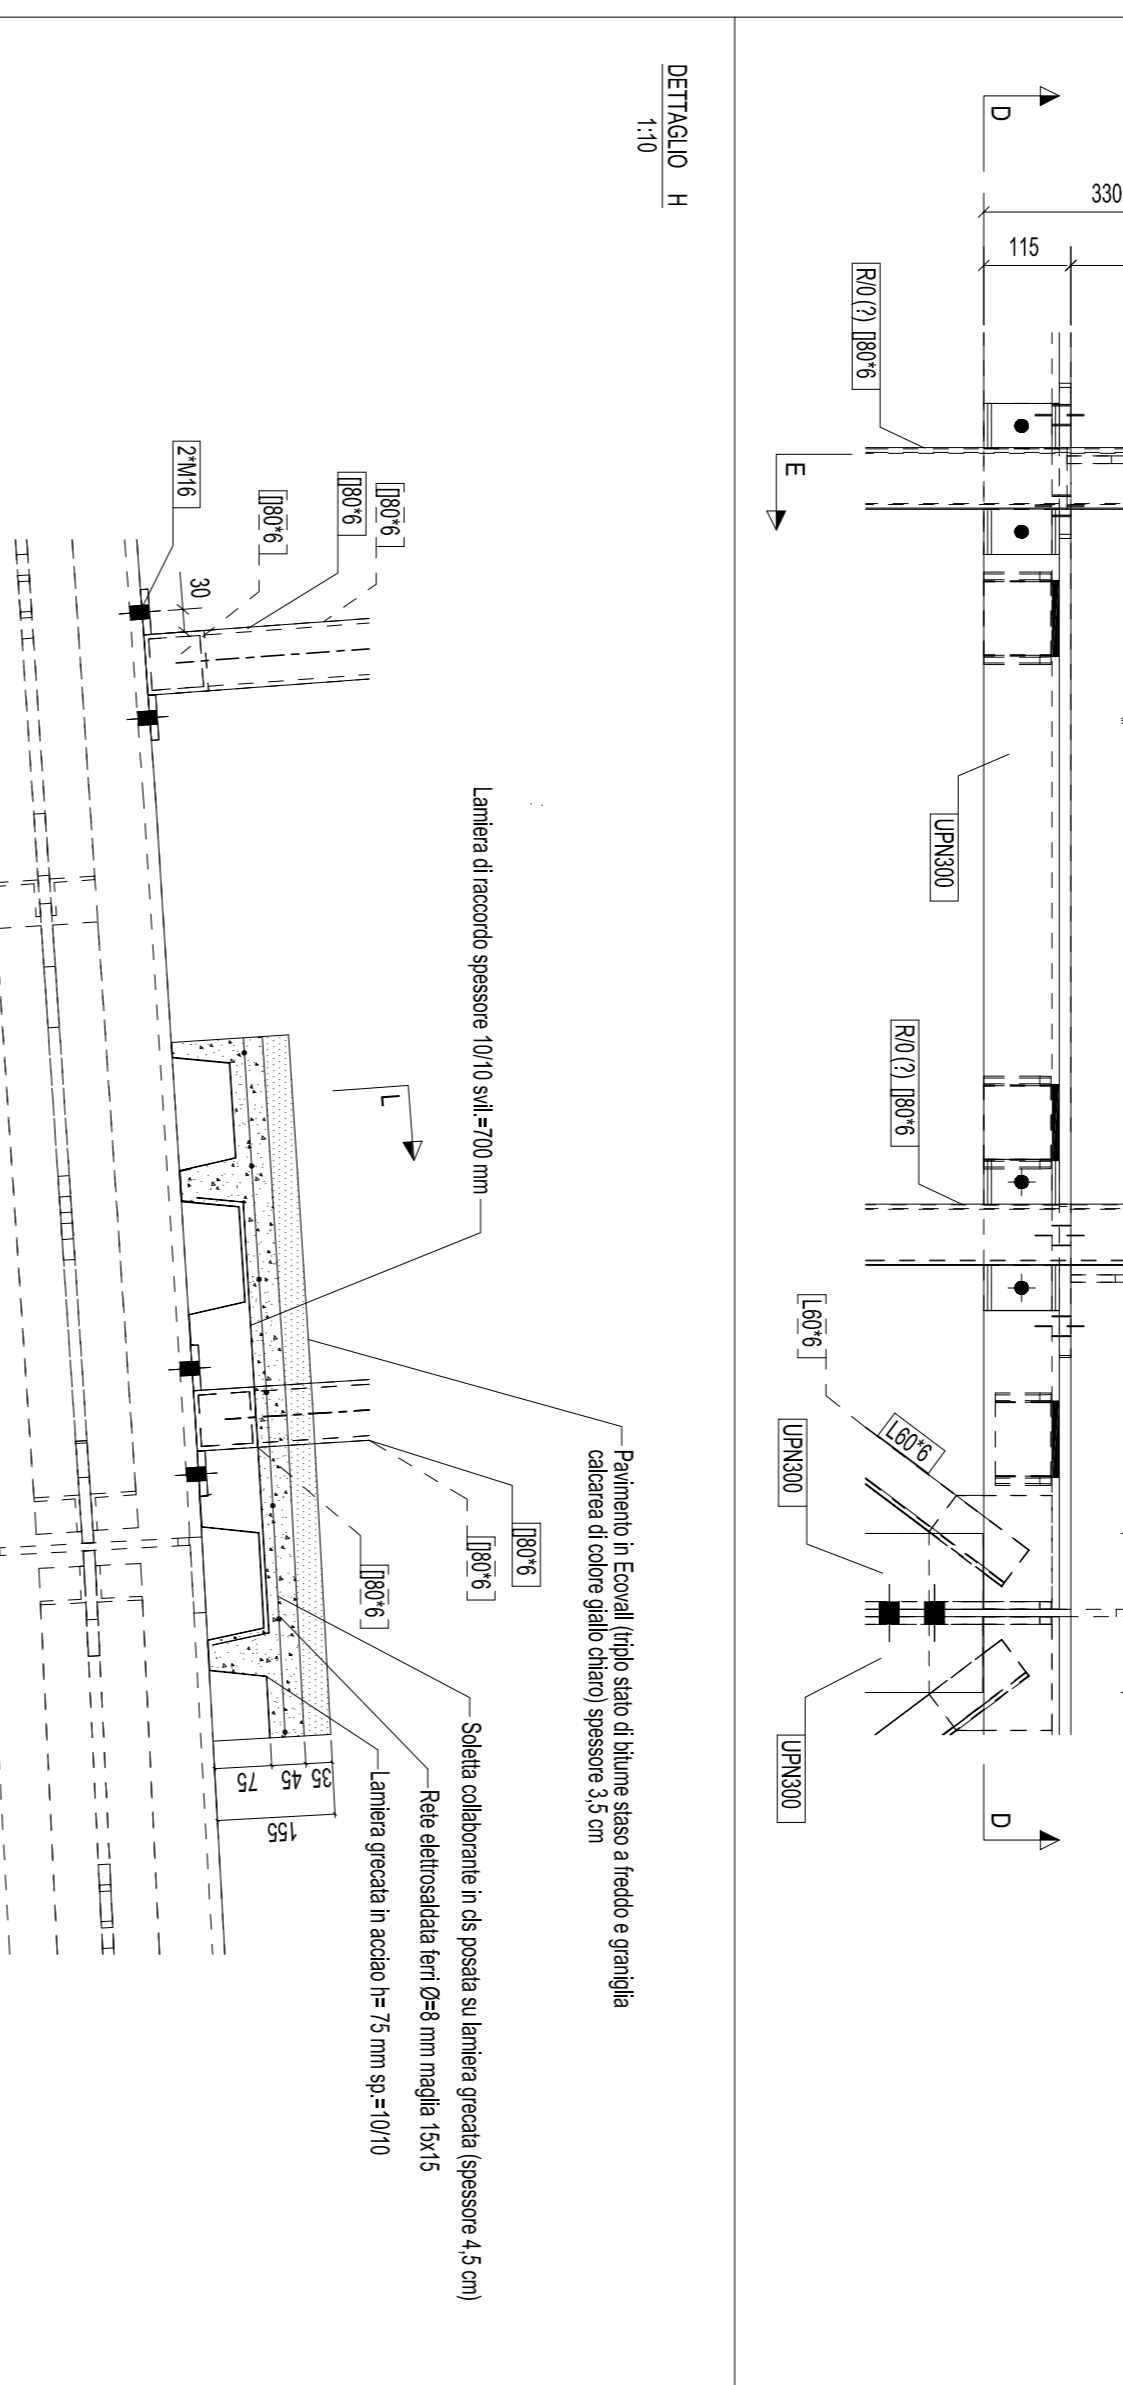 D
330
115
R/0 (?) []80*6
E
UPN300
R/0 (?) []80*6
L60*6
L60*6
UPN300
UPN300
D
DETTAGLIO H
1:10
[]80*6
[]80*6
[]80*6
2*M16
30
Lamiera di raccordo spessore 10/10 svil.=700 mm
L
Pavimento in Ecovall (triplo stato di bitume staso a freddo e graniglia
calcarea di colore giallo chiaro) spessore 3,5 cm
[]80*6
[]80*6
[]80*6
Soletta collaborante in cls posata su lamiera grecata (spessore 4,5 cm)
Rete elettrosaldata ferri Ø=8 mm maglia 15x15
Lamiera grecata in acciao h= 75 mm sp.=10/10
75 45 35
155